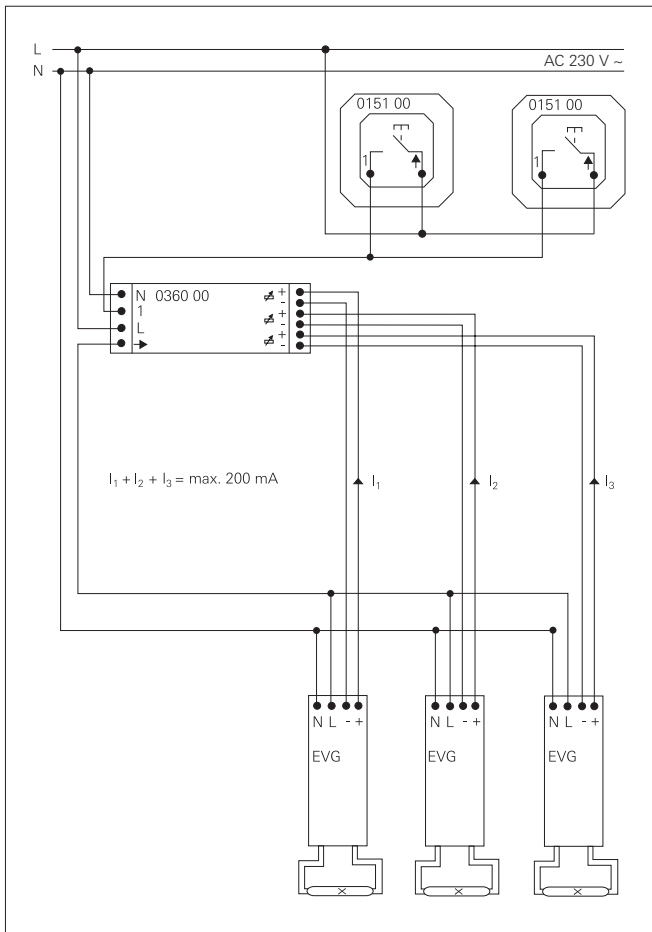 L
AC 230 V ~
N
0151 00
0151 00
1
1
N 0360 00
1
L
+
-
+
-
+
-
I₁ + I₂ + I₃ = max. 200 mA
I₁
I₂
I₃
N L - +
N L - +
N L - +
EVG
EVG
EVG